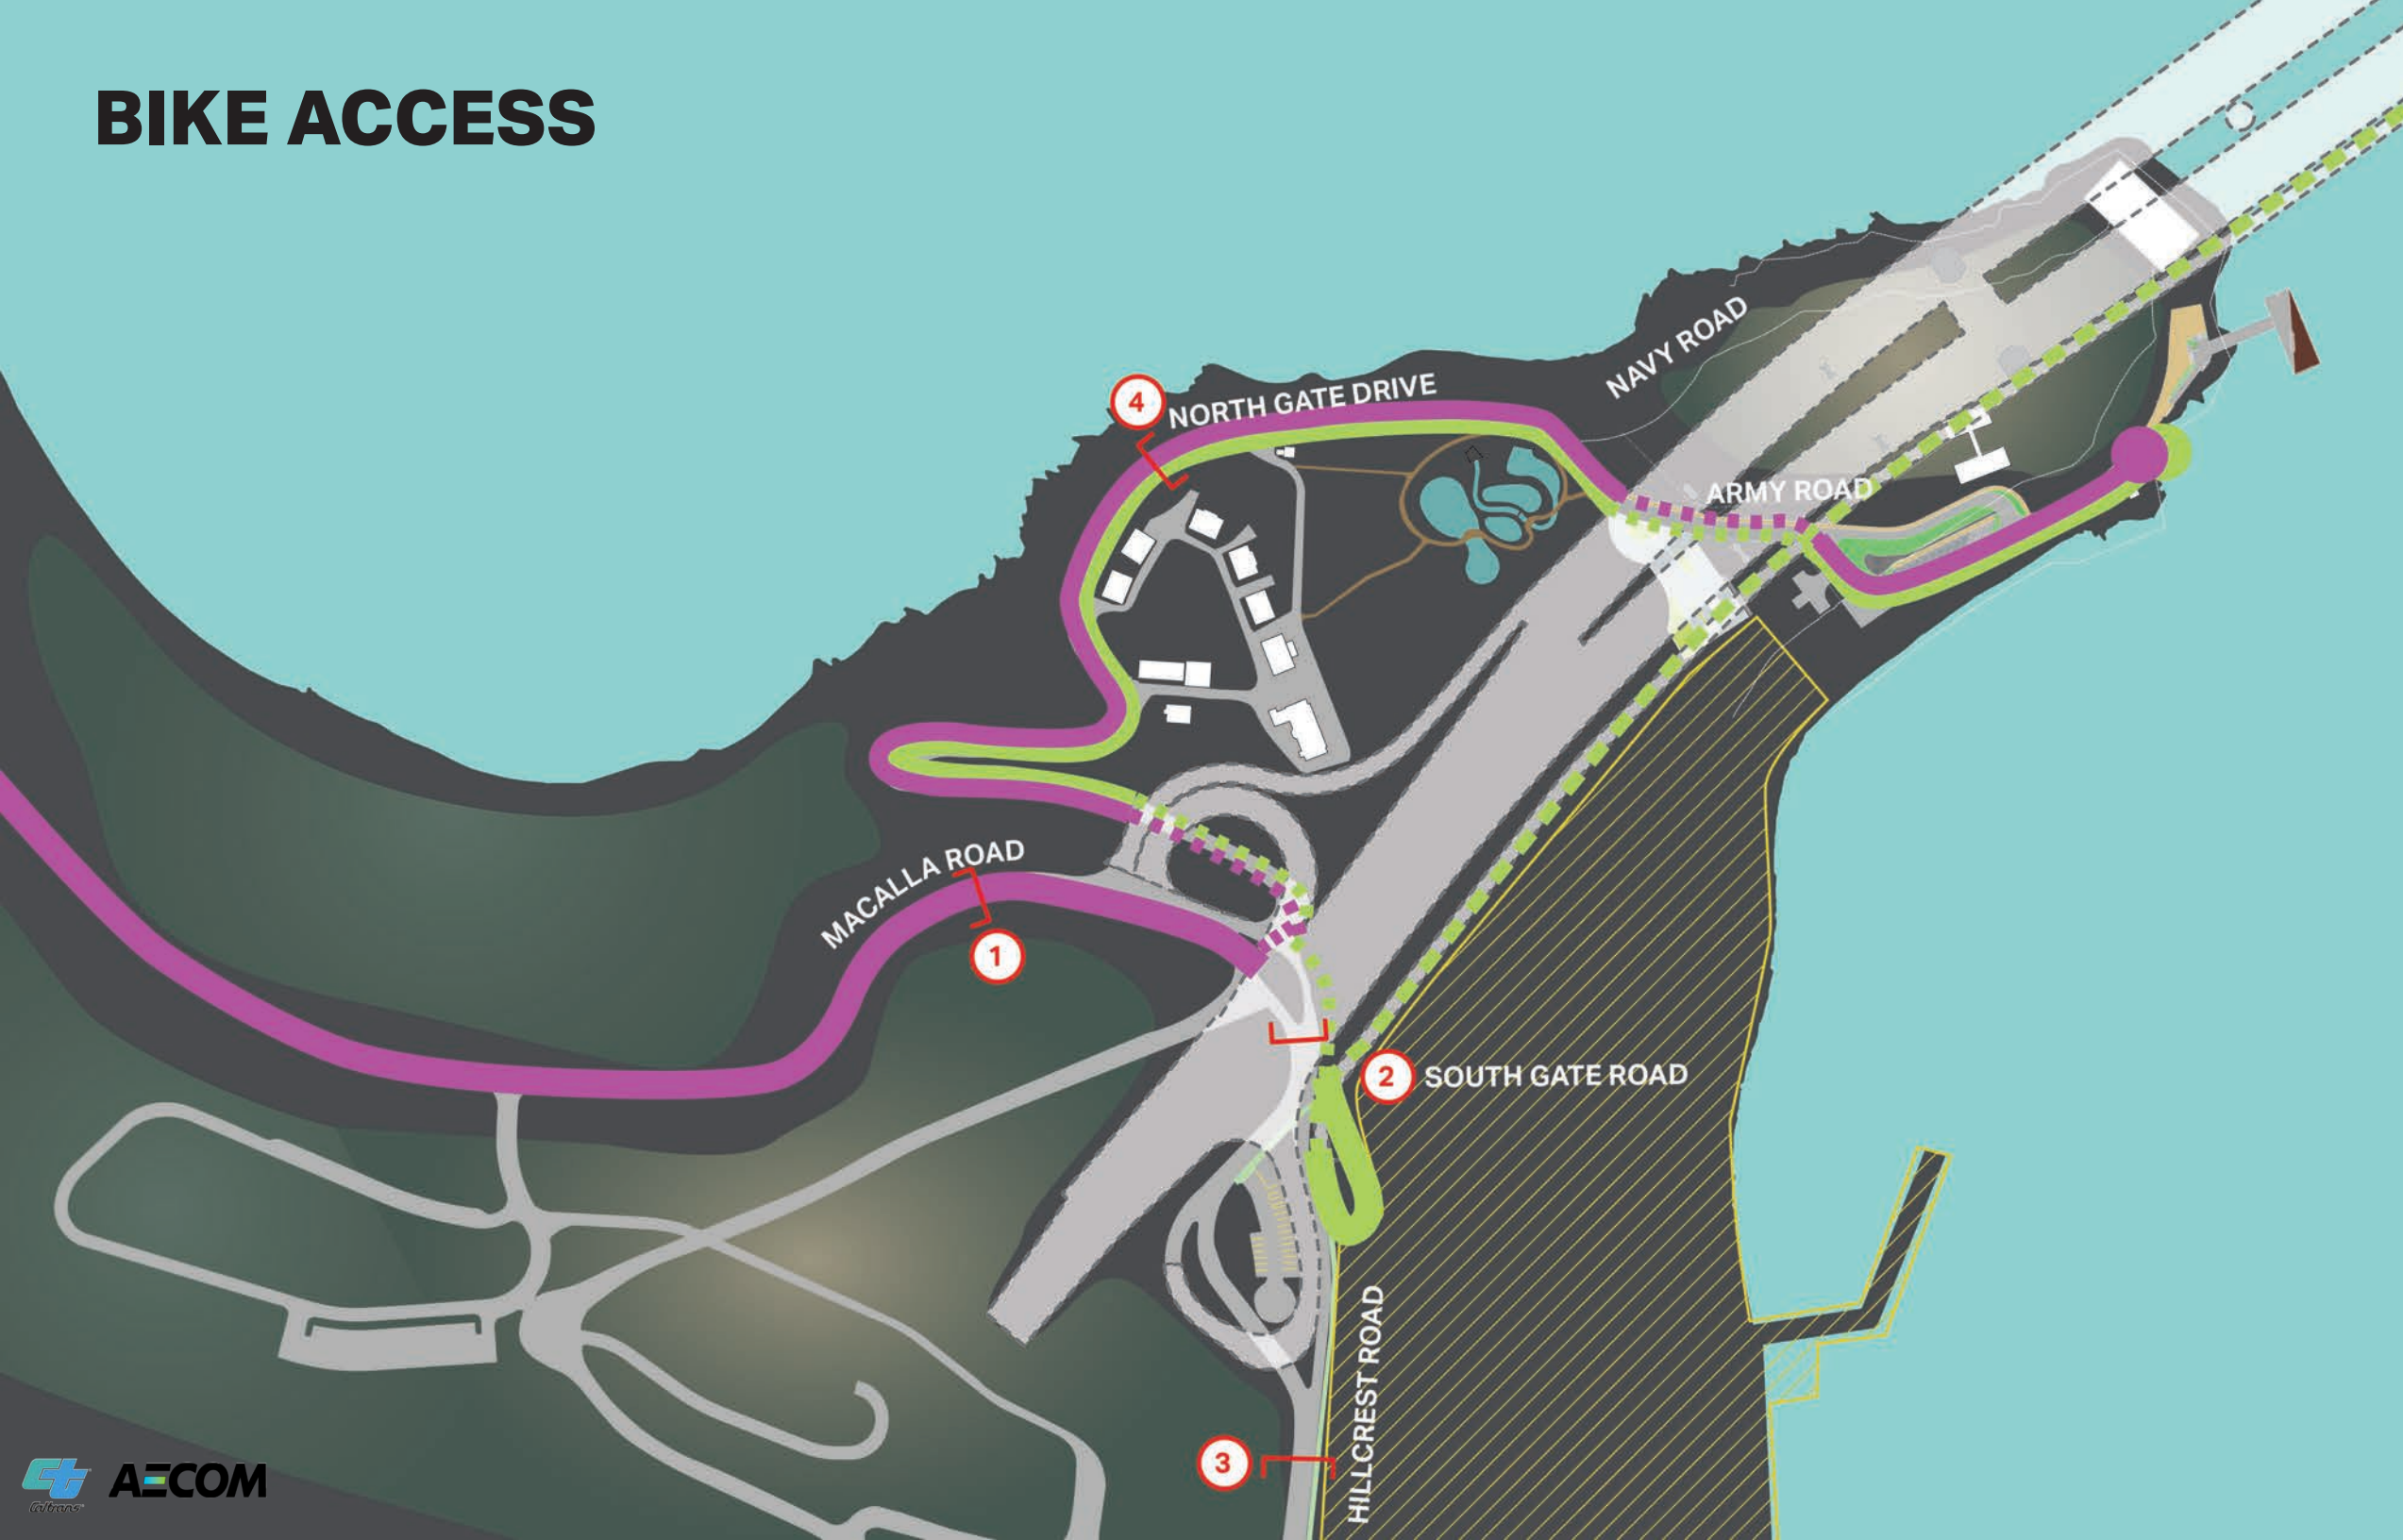 BIKE ACCESS
NAVY ROAD
4
NORTH GATE DRIVE
ARMY ROAD
MACALLA ROAD
1
2
SOUTH GATE ROAD
HILLCREST ROAD
3
Caltrans
AECOM